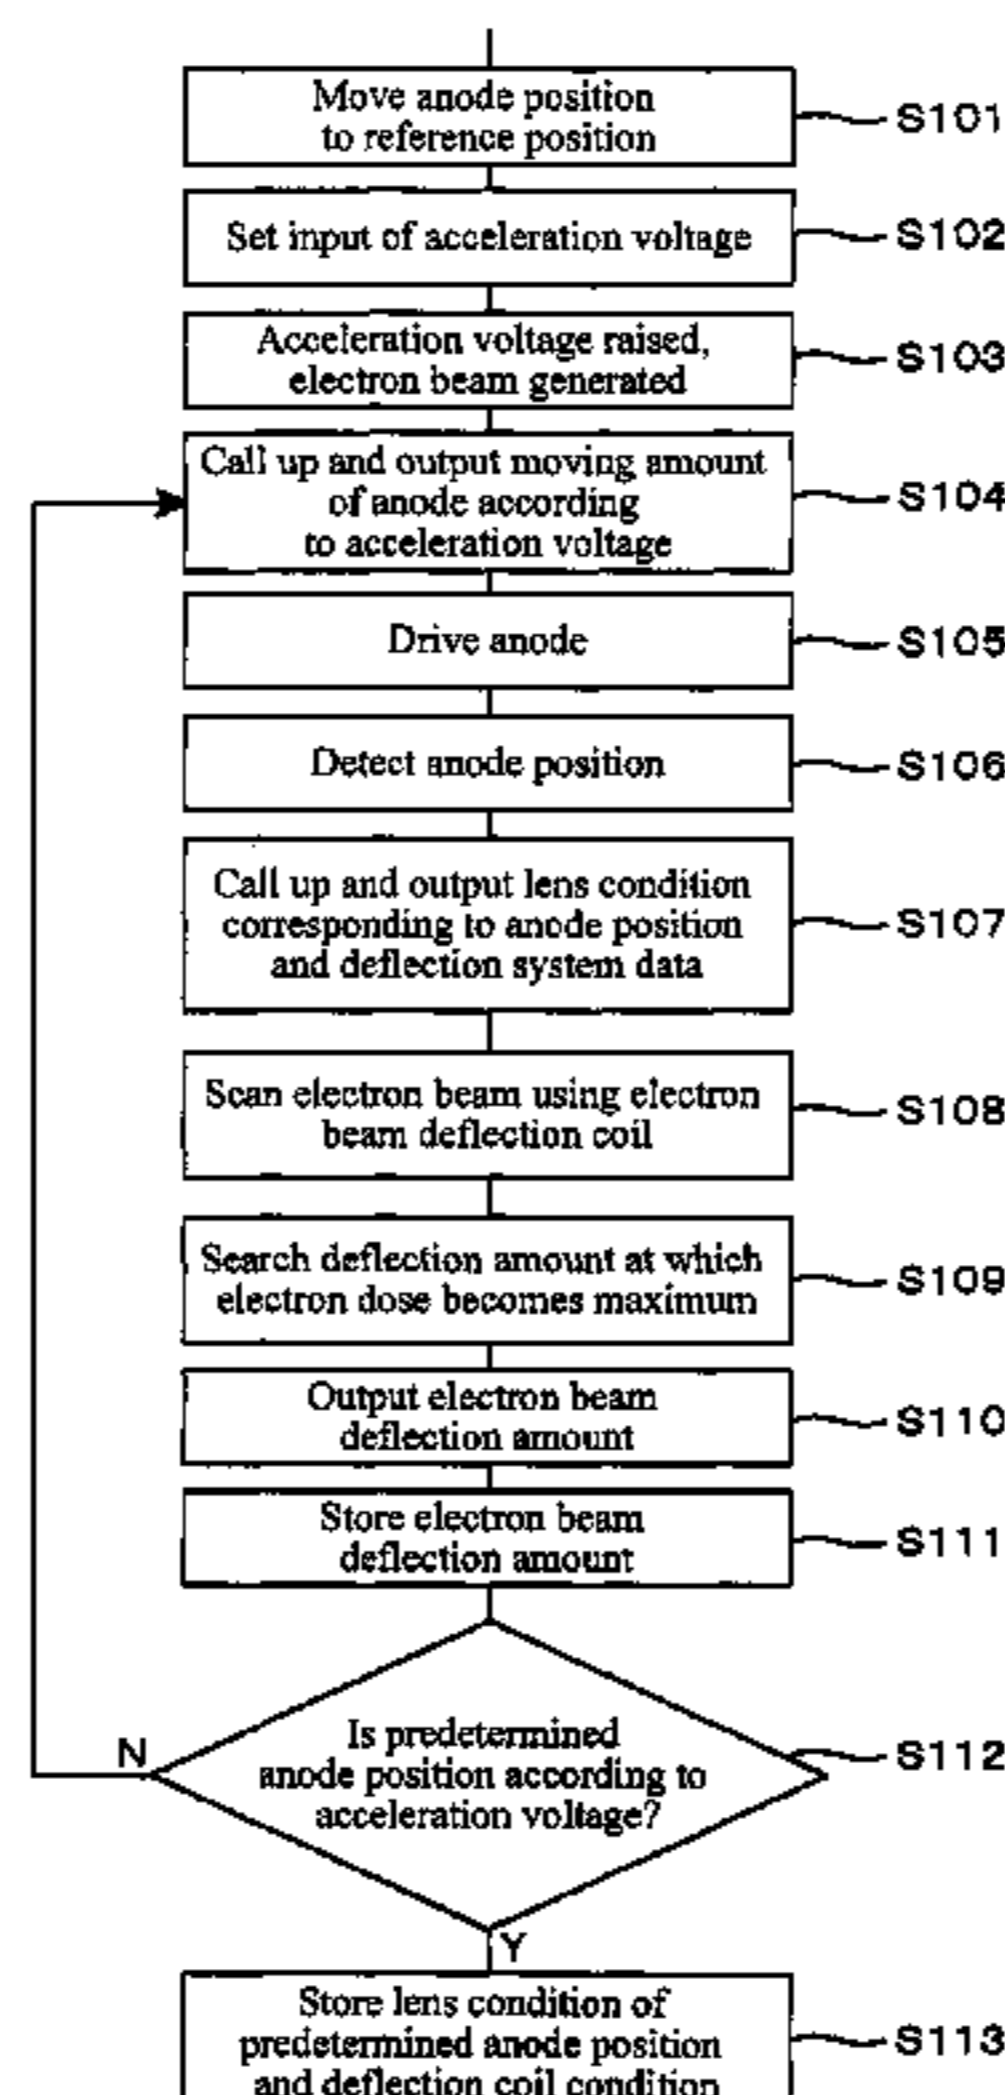 Move anode position
to reference position
S101
Set input of acceleration voltage
S102
Acceleration voltage raised,
electron beam generated
S103
Call up and output moving amount
of anode according
to acceleration voltage
S104
Drive anode
S105
Detect anode position
S106
Call up and output lens condition
corresponding to anode position
and deflection system data
S107
Scan electron beam using electron
beam deflection coil
S108
Search deflection amount at which
electron dose becomes maximum
S109
Output electron beam
deflection amount
S110
Store electron beam
deflection amount
S111
Is predetermined
anode position according to
acceleration voltage?
S112
N
Y
Store lens condition of
predetermined anode position
and deflection coil condition
S113